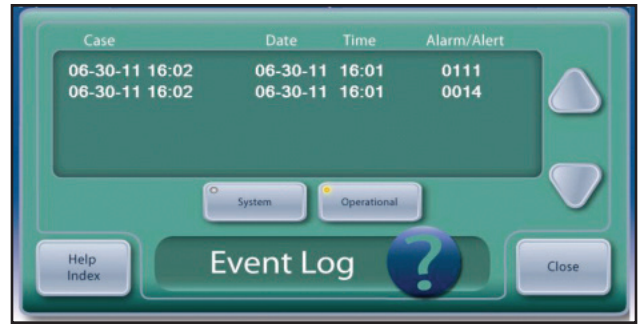 Case Date Time Alarm/Alert
06-30-11 16:02 06-30-11 16:01 0111
06-30-11 16:02 06-30-11 16:01 0014
System Operational
Help
Index
Event Log ?
Close